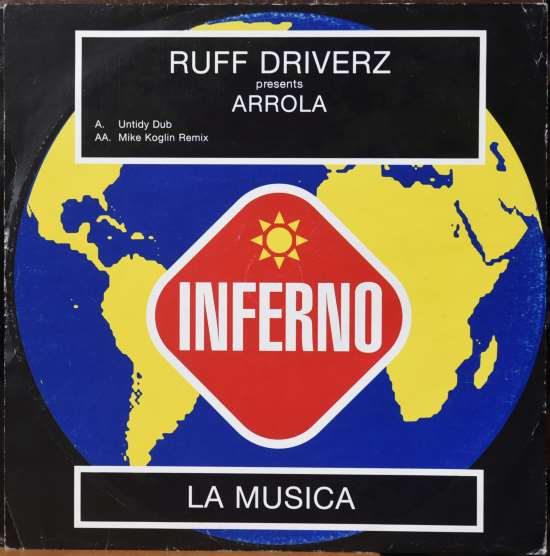 RUFF DRIVERZ
presents
ARROLA
A. Untidy Dub
AA. Mike Koglin Remix
INFERNO
LA MUSICA